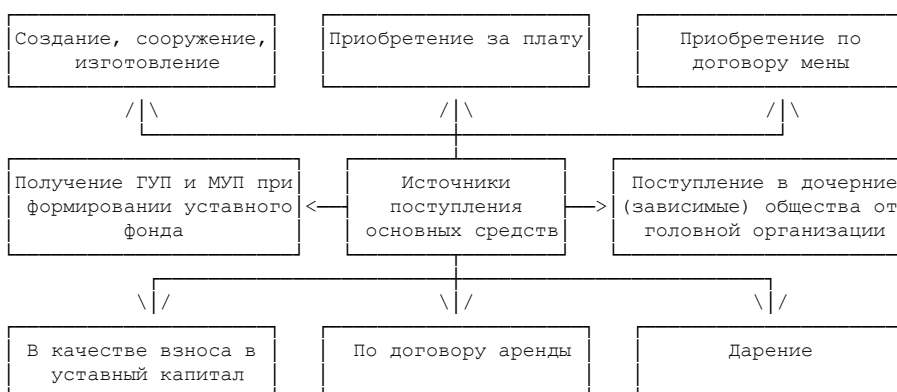 Создание, сооружение,
изготовление
Приобретение за плату
Приобретение по
договору мены
Получение ГУП и МУП при
формировании уставного
фонда
Источники
поступления
основных средств
Поступление в дочерние
(зависимые) общества от
головной организации
В качестве взноса в
уставный капитал
По договору аренды
Дарение